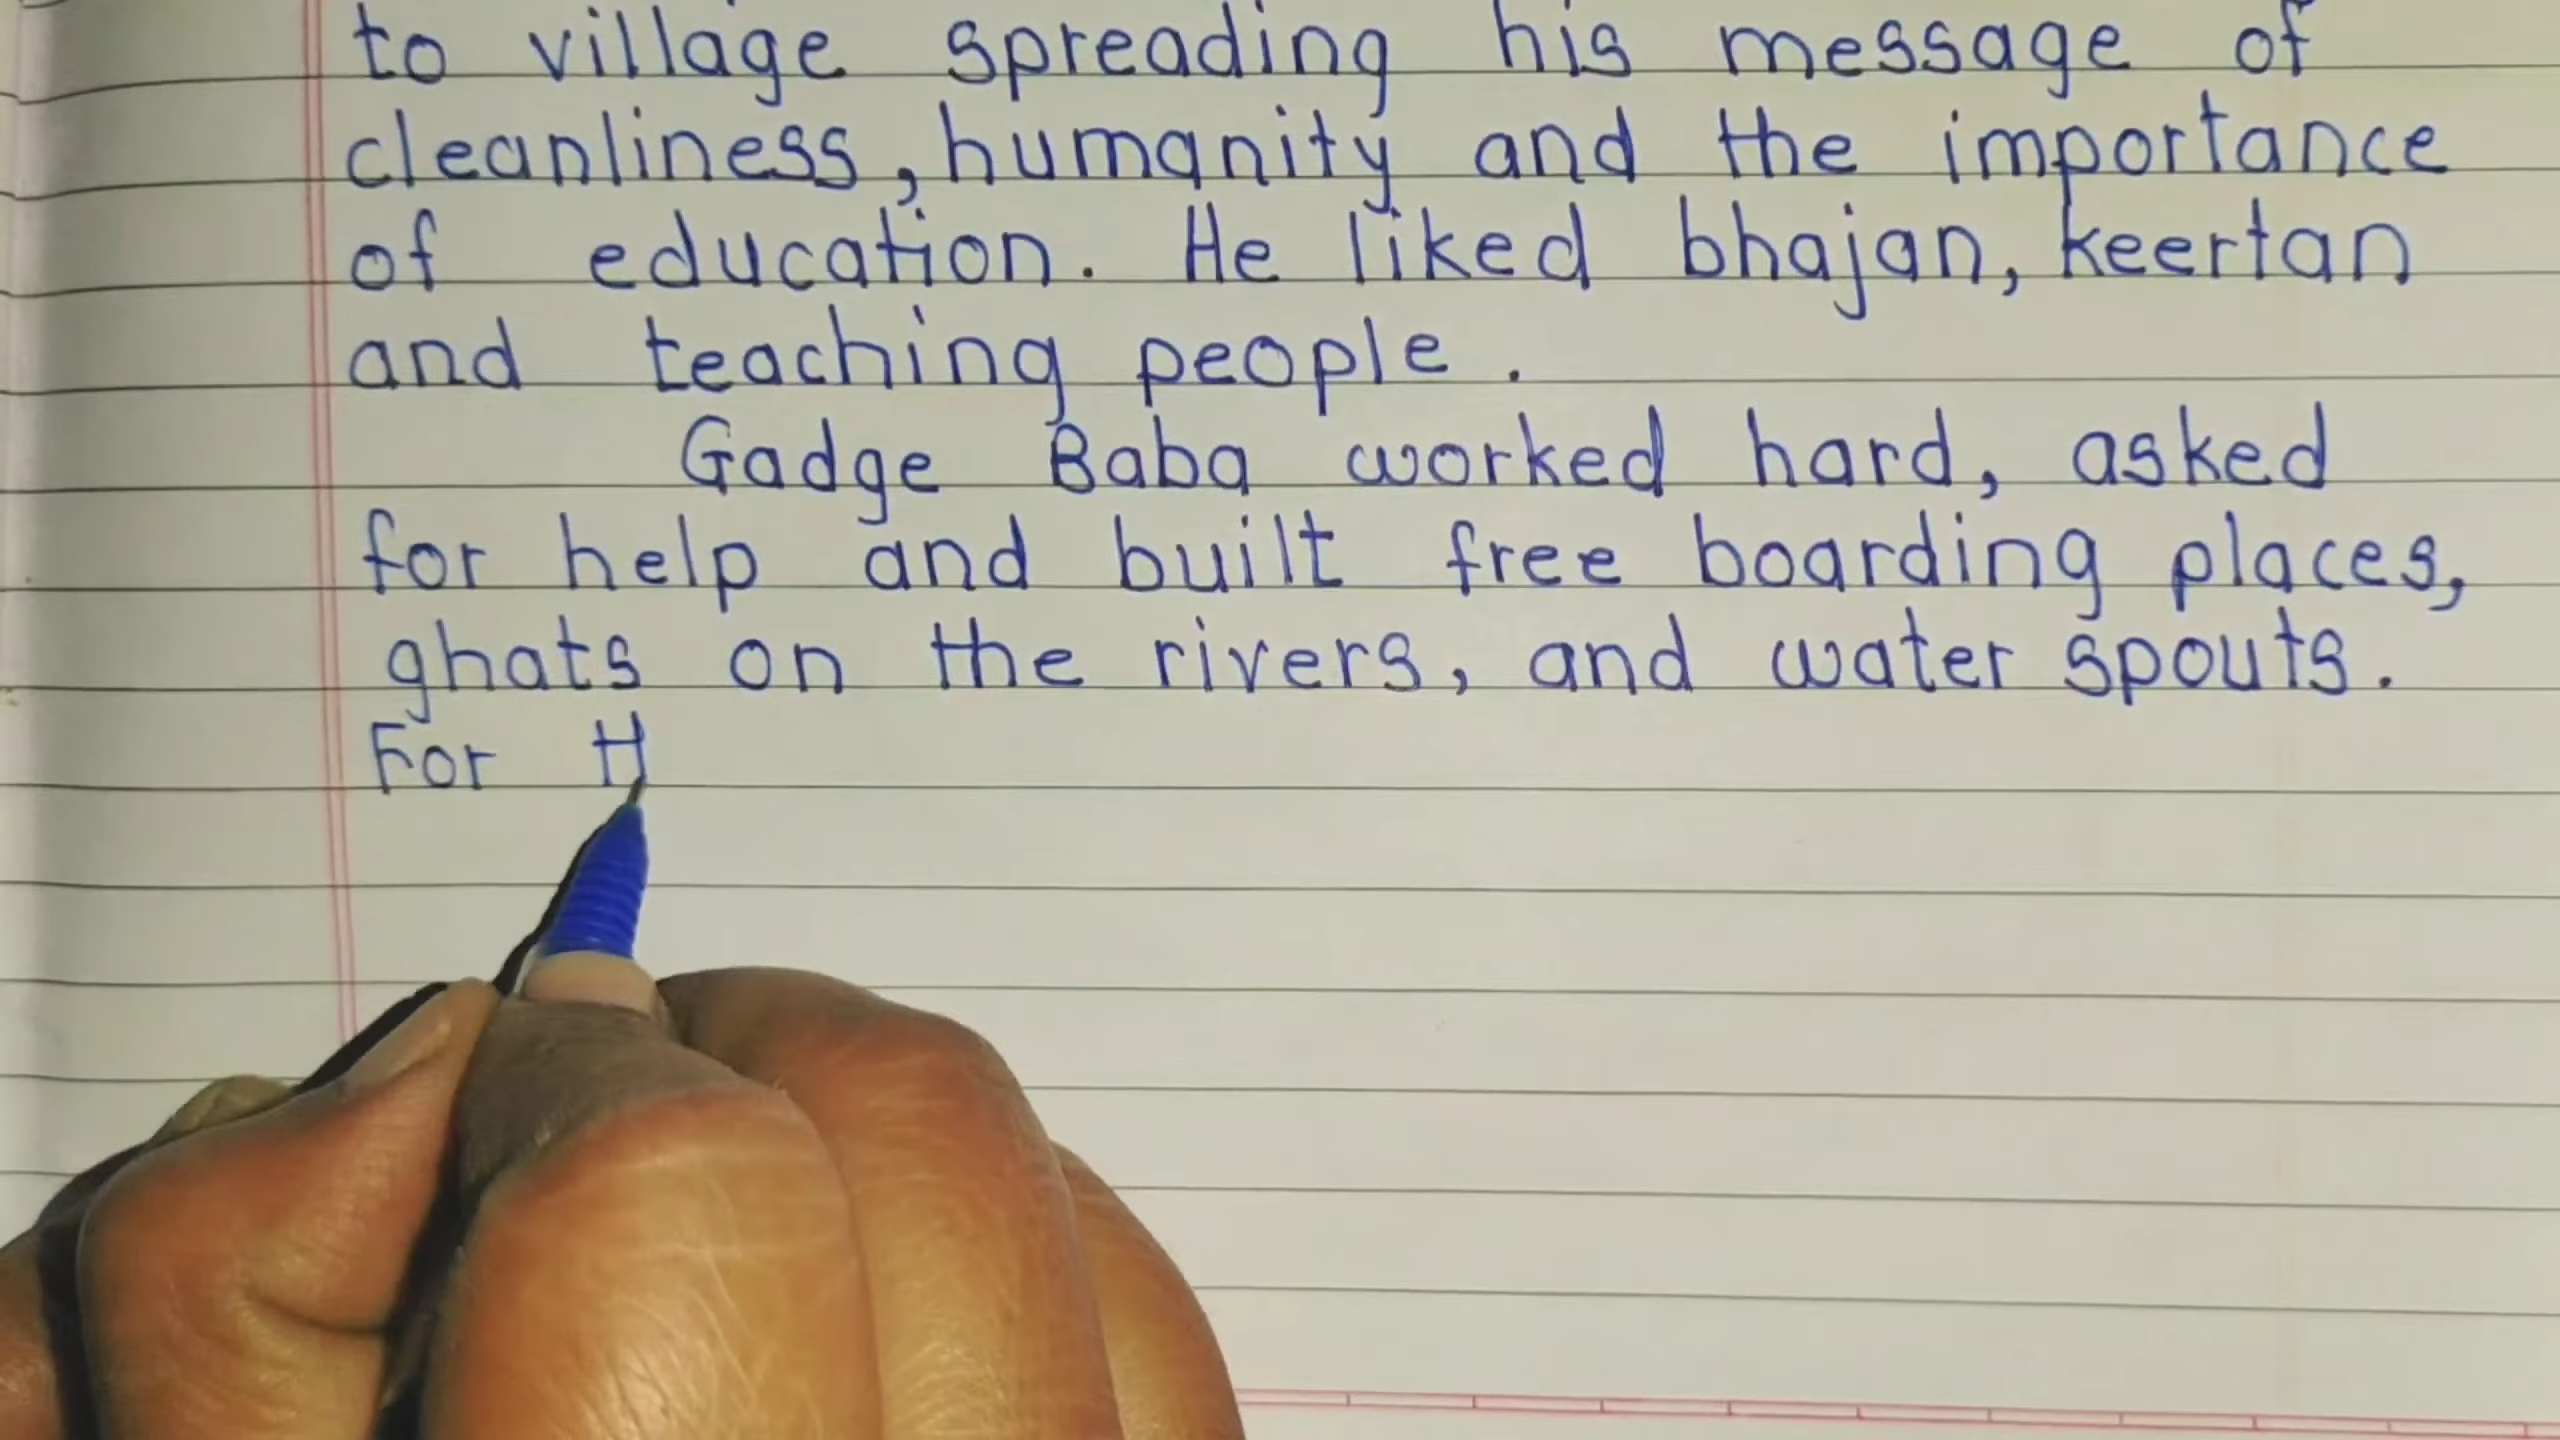 to village spreading his message of
cleanliness, humanity and the importance
of education. He liked bhajan, keertan
and teaching people.
Gadge Baba worked hard, asked
for help and built free boarding places,
ghats on the rivers, and water spouts.
For H